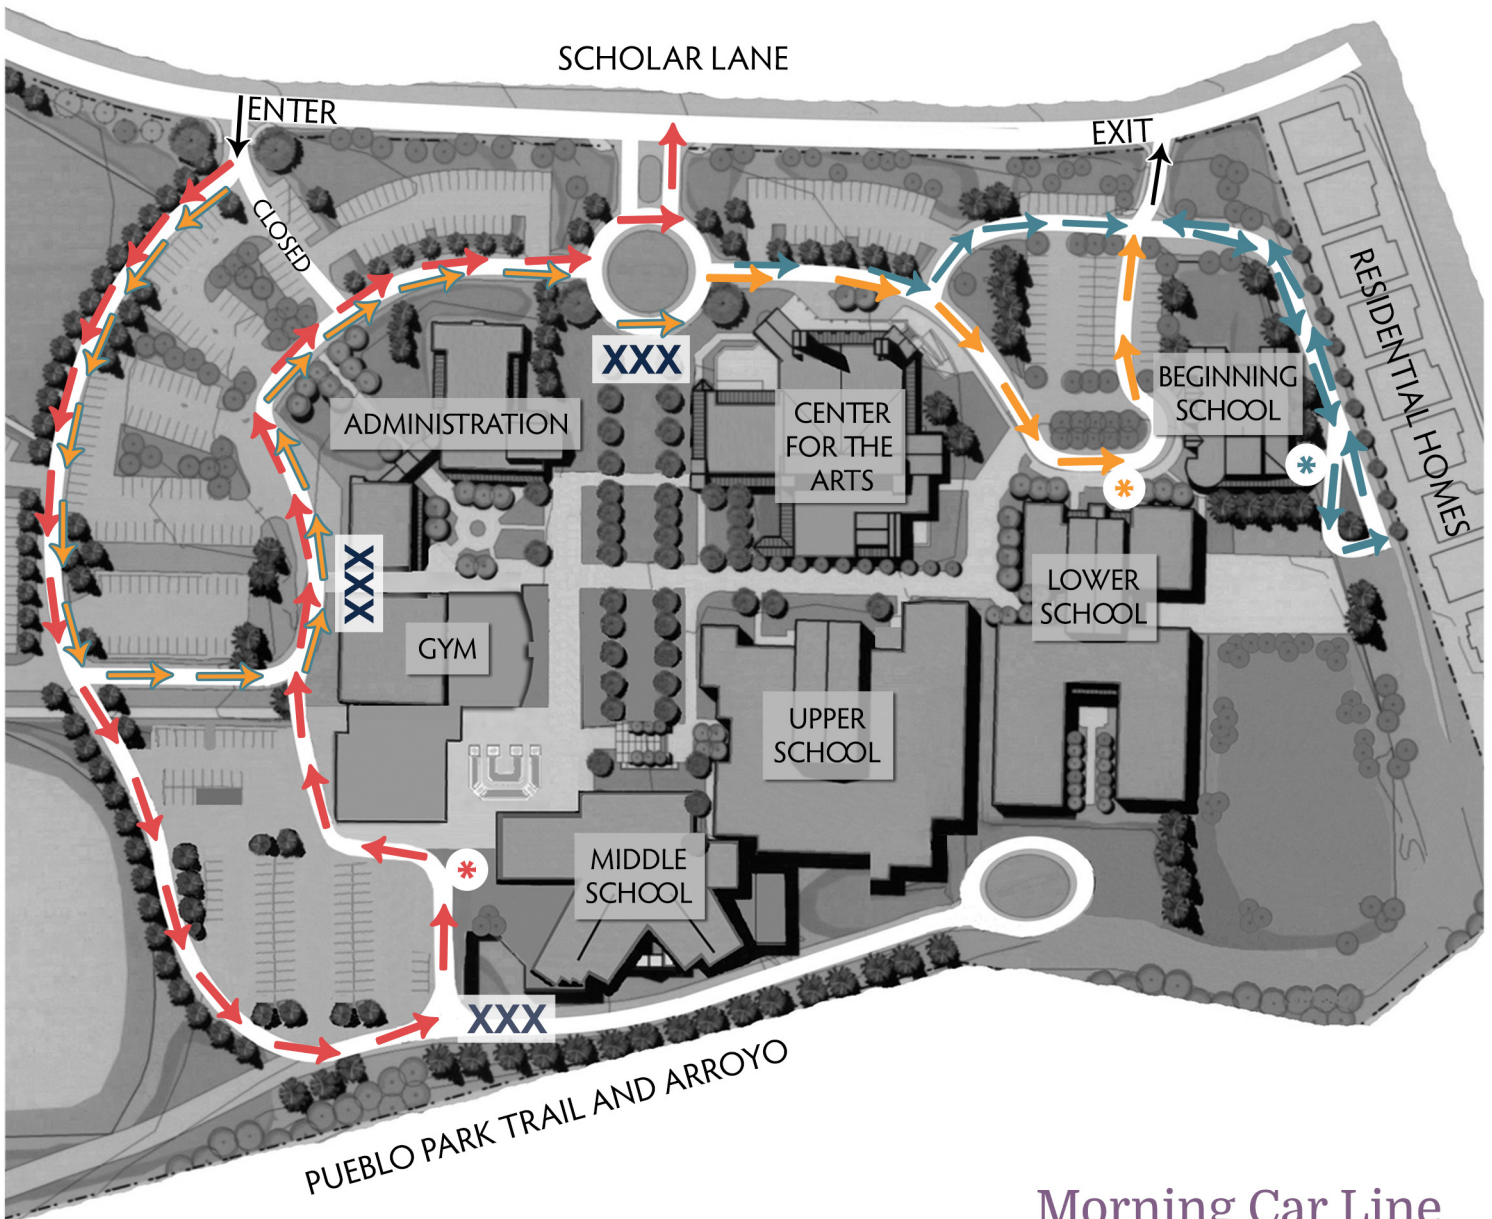 SCHOLAR LANE
ENTER
EXIT
CLOSED
XXX
RESIDENTIAL HOMES
BEGINNING
SCHOOL
ADMINISTRATION
CENTER
FOR THE
ARTS
*
*
XXX
LOWER
SCHOOL
GYM
UPPER
SCHOOL
MIDDLE
SCHOOL
*
XXX
PUEBLO PARK TRAIL AND ARROYO
Morning Car Line